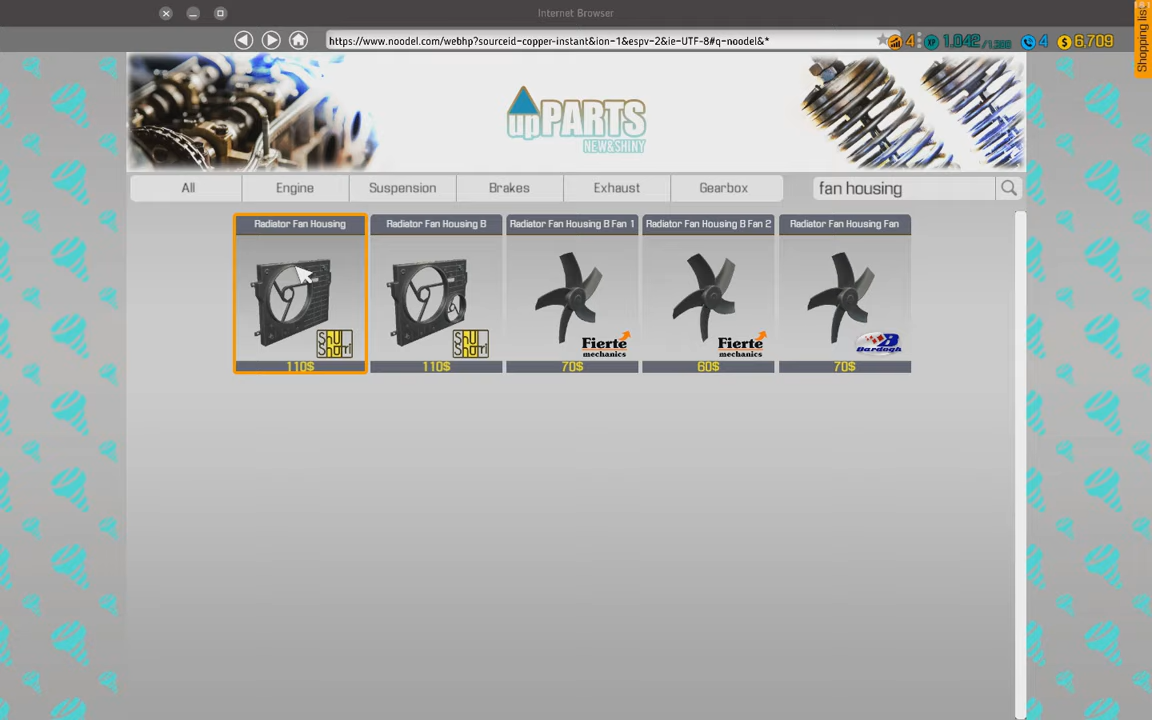 Internet Browser
https://www.noodel.com/webhp?sourceid-copper-instant&ion-1&espv-2&ie-UTF-8#q-noodel&*
4
XP 1,042
4
$ 6,709
Shopping list
upPARTS
NEW&SHINY
All
Engine
Suspension
Brakes
Exhaust
Gearbox
fan housing
Radiator Fan Housing
Radiator Fan Housing B
Radiator Fan Housing B Fan 1
Radiator Fan Housing B Fan 2
Radiator Fan Housing Fan
Fierte
mechanics
Fierte
mechanics
110$
110$
70$
60$
70$